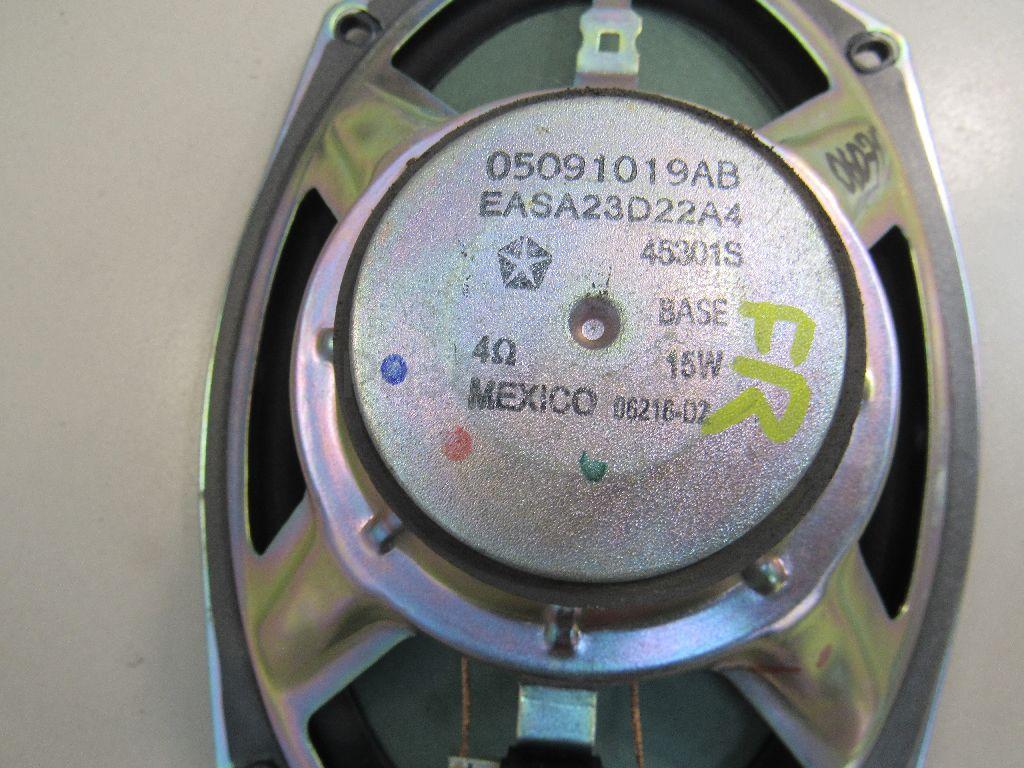 05091019AB
EASA23D22A4
45301S
BASE
4Ω
15W
MEXICO 06216-D2
FR